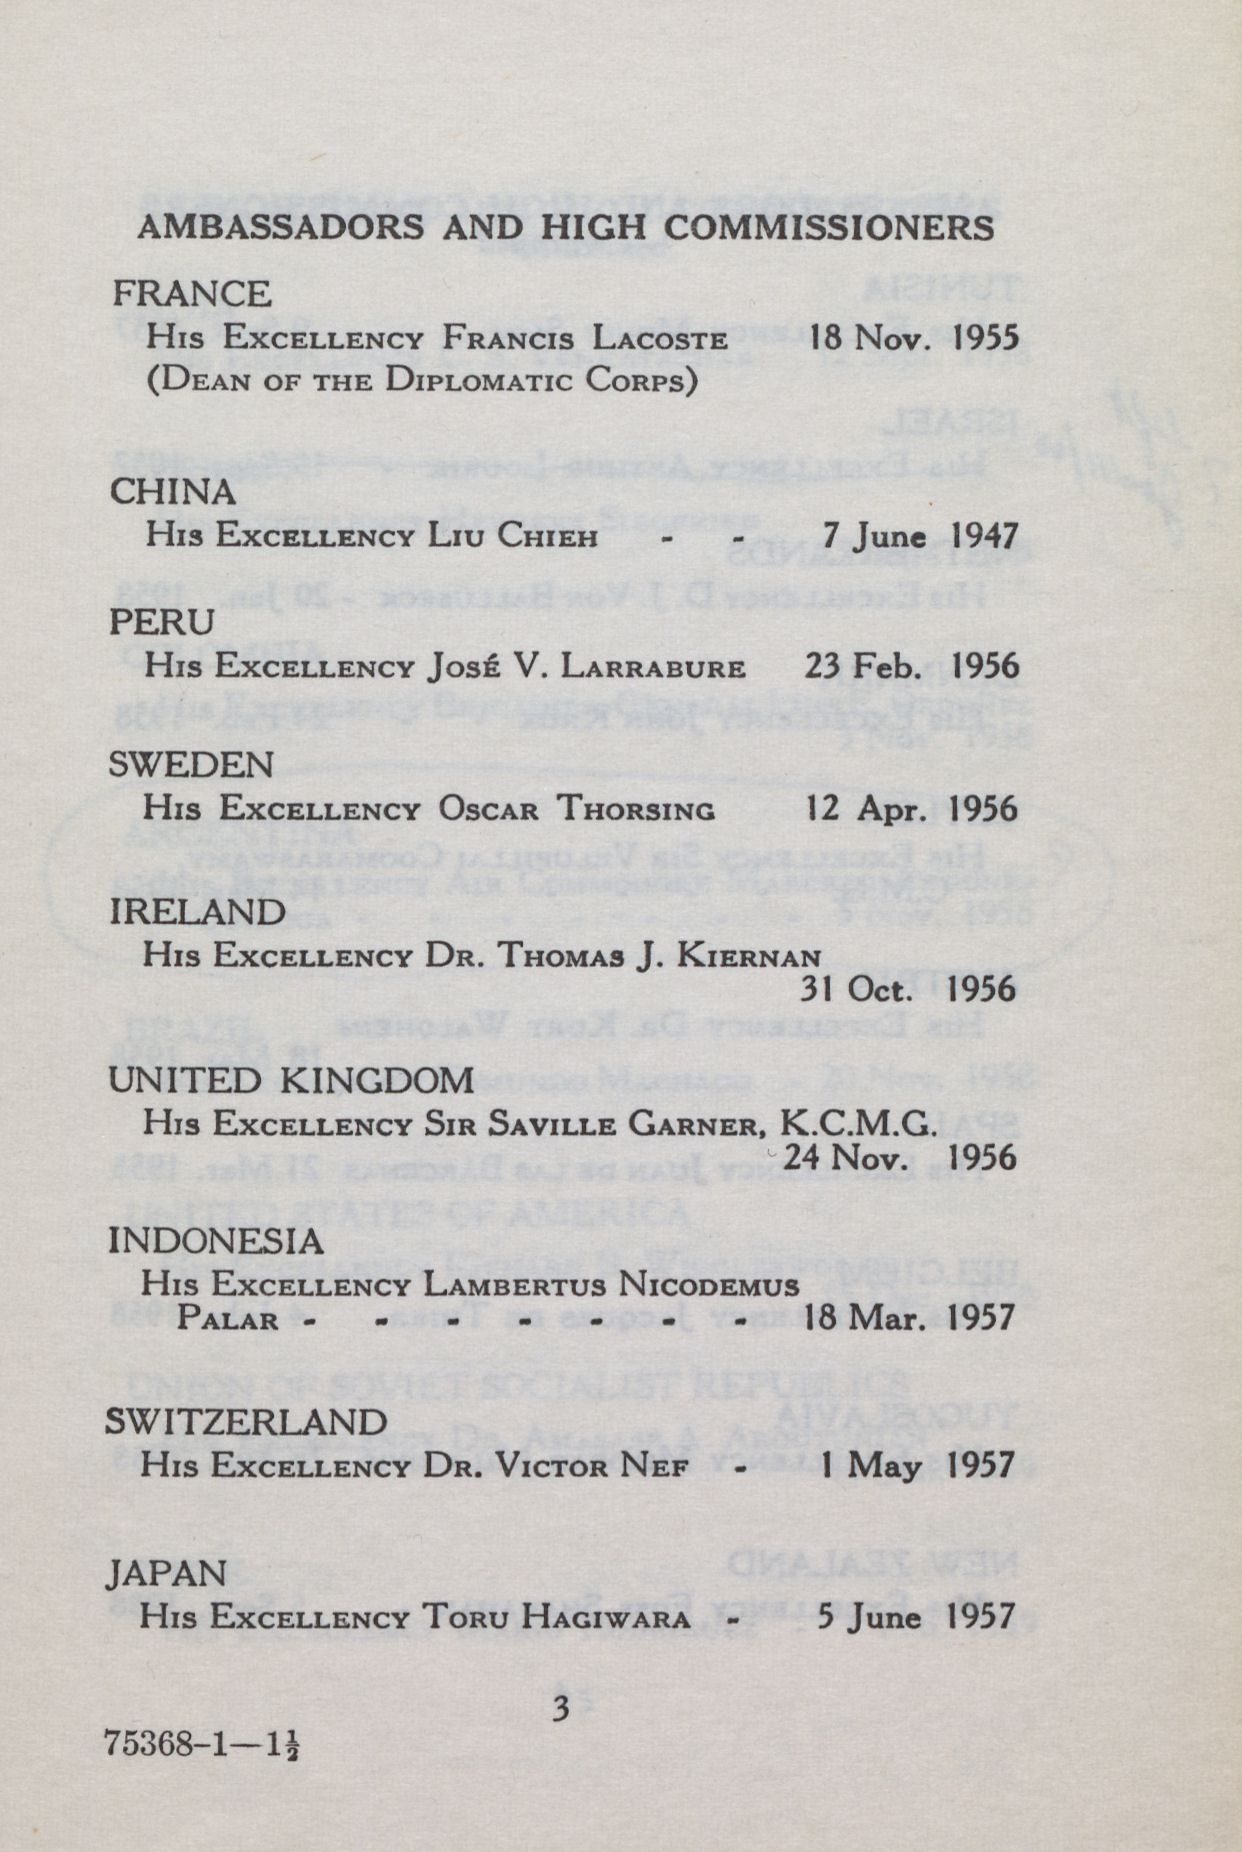 AMBASSADORS AND HIGH COMMISSIONERS
FRANCE
His Excellency Francis Lacoste 18 Nov. 1955
(Dean of the Diplomatic Corps)
CHINA
His Excellency Liu Chieh - - 7 June 1947
PERU
His Excellency José V. Larrabure 23 Feb. 1956
SWEDEN
His Excellency Oscar Thorsing 12 Apr. 1956
IRELAND
His Excellency Dr. Thomas J. Kiernan
31 Oct. 1956
UNITED KINGDOM
His Excellency Sir Saville Garner, K.C.M.G.
24 Nov. 1956
INDONESIA
His Excellency Lambertus Nicodemus
Palar - - - - - - - 18 Mar. 1957
SWITZERLAND
His Excellency Dr. Victor Nef - 1 May 1957
JAPAN
His Excellency Toru Hagiwara - 5 June 1957
3
75368-1—1½